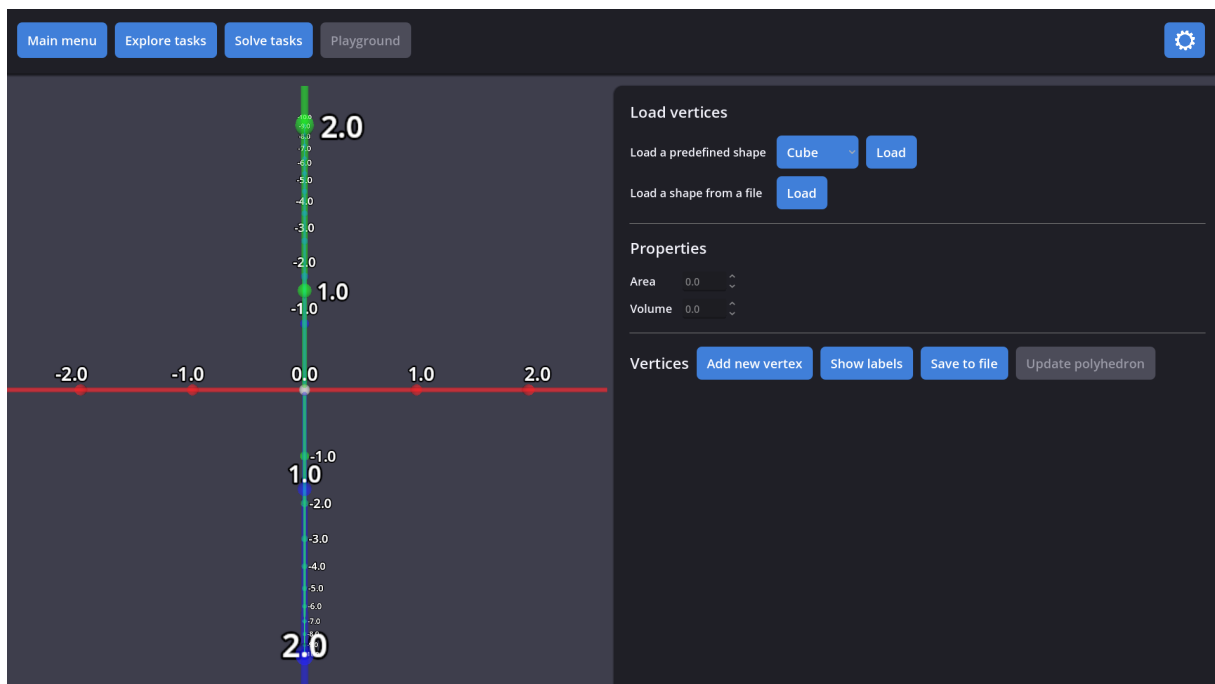 Main menu Explore tasks Solve tasks Playground
Load vertices
Load a predefined shape Cube Load
Load a shape from a file Load
Properties
Area 0.0
Volume 0.0
Vertices Add new vertex Show labels Save to file Update polyhedron
2.0
-7.0
-6.0
-5.0
-4.0
-3.0
-2.0
1.0
-1.0
-2.0 -1.0 0.0 1.0 2.0
-1.0
1.0
-2.0
-3.0
-4.0
-5.0
-6.0
-7.0
2.0